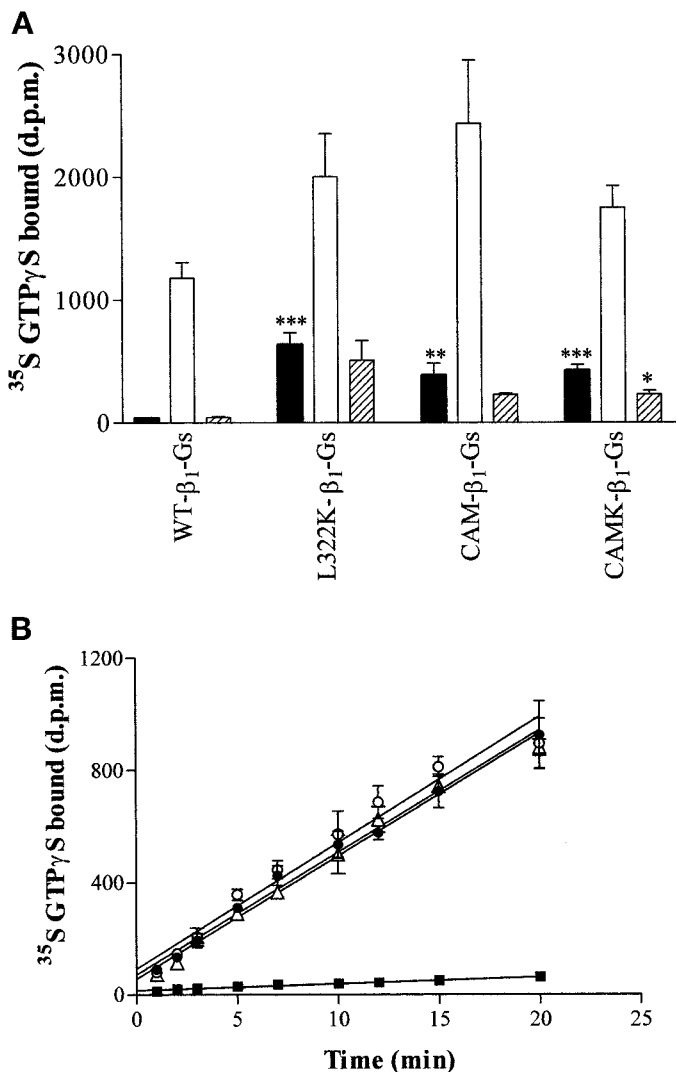 A
³⁵S GTPγS bound (d.p.m.)
3000
2000
1000
0
***
**
***
*
WT-β₁-Gs
L322K-β₁-Gs
CAM-β₁-Gs
CAMK-β₁-Gs
B
³⁵S GTPγS bound (d.p.m.)
1200
800
400
0
0
5
10
15
20
25
Time (min)